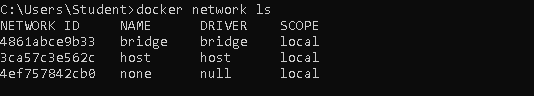 C:\Users\Student>docker network ls
NETWORK ID     NAME      DRIVER    SCOPE
4861abce9b33   bridge    bridge    local
3ca57c3e562c   host      host      local
4ef757842cb0   none      null      local